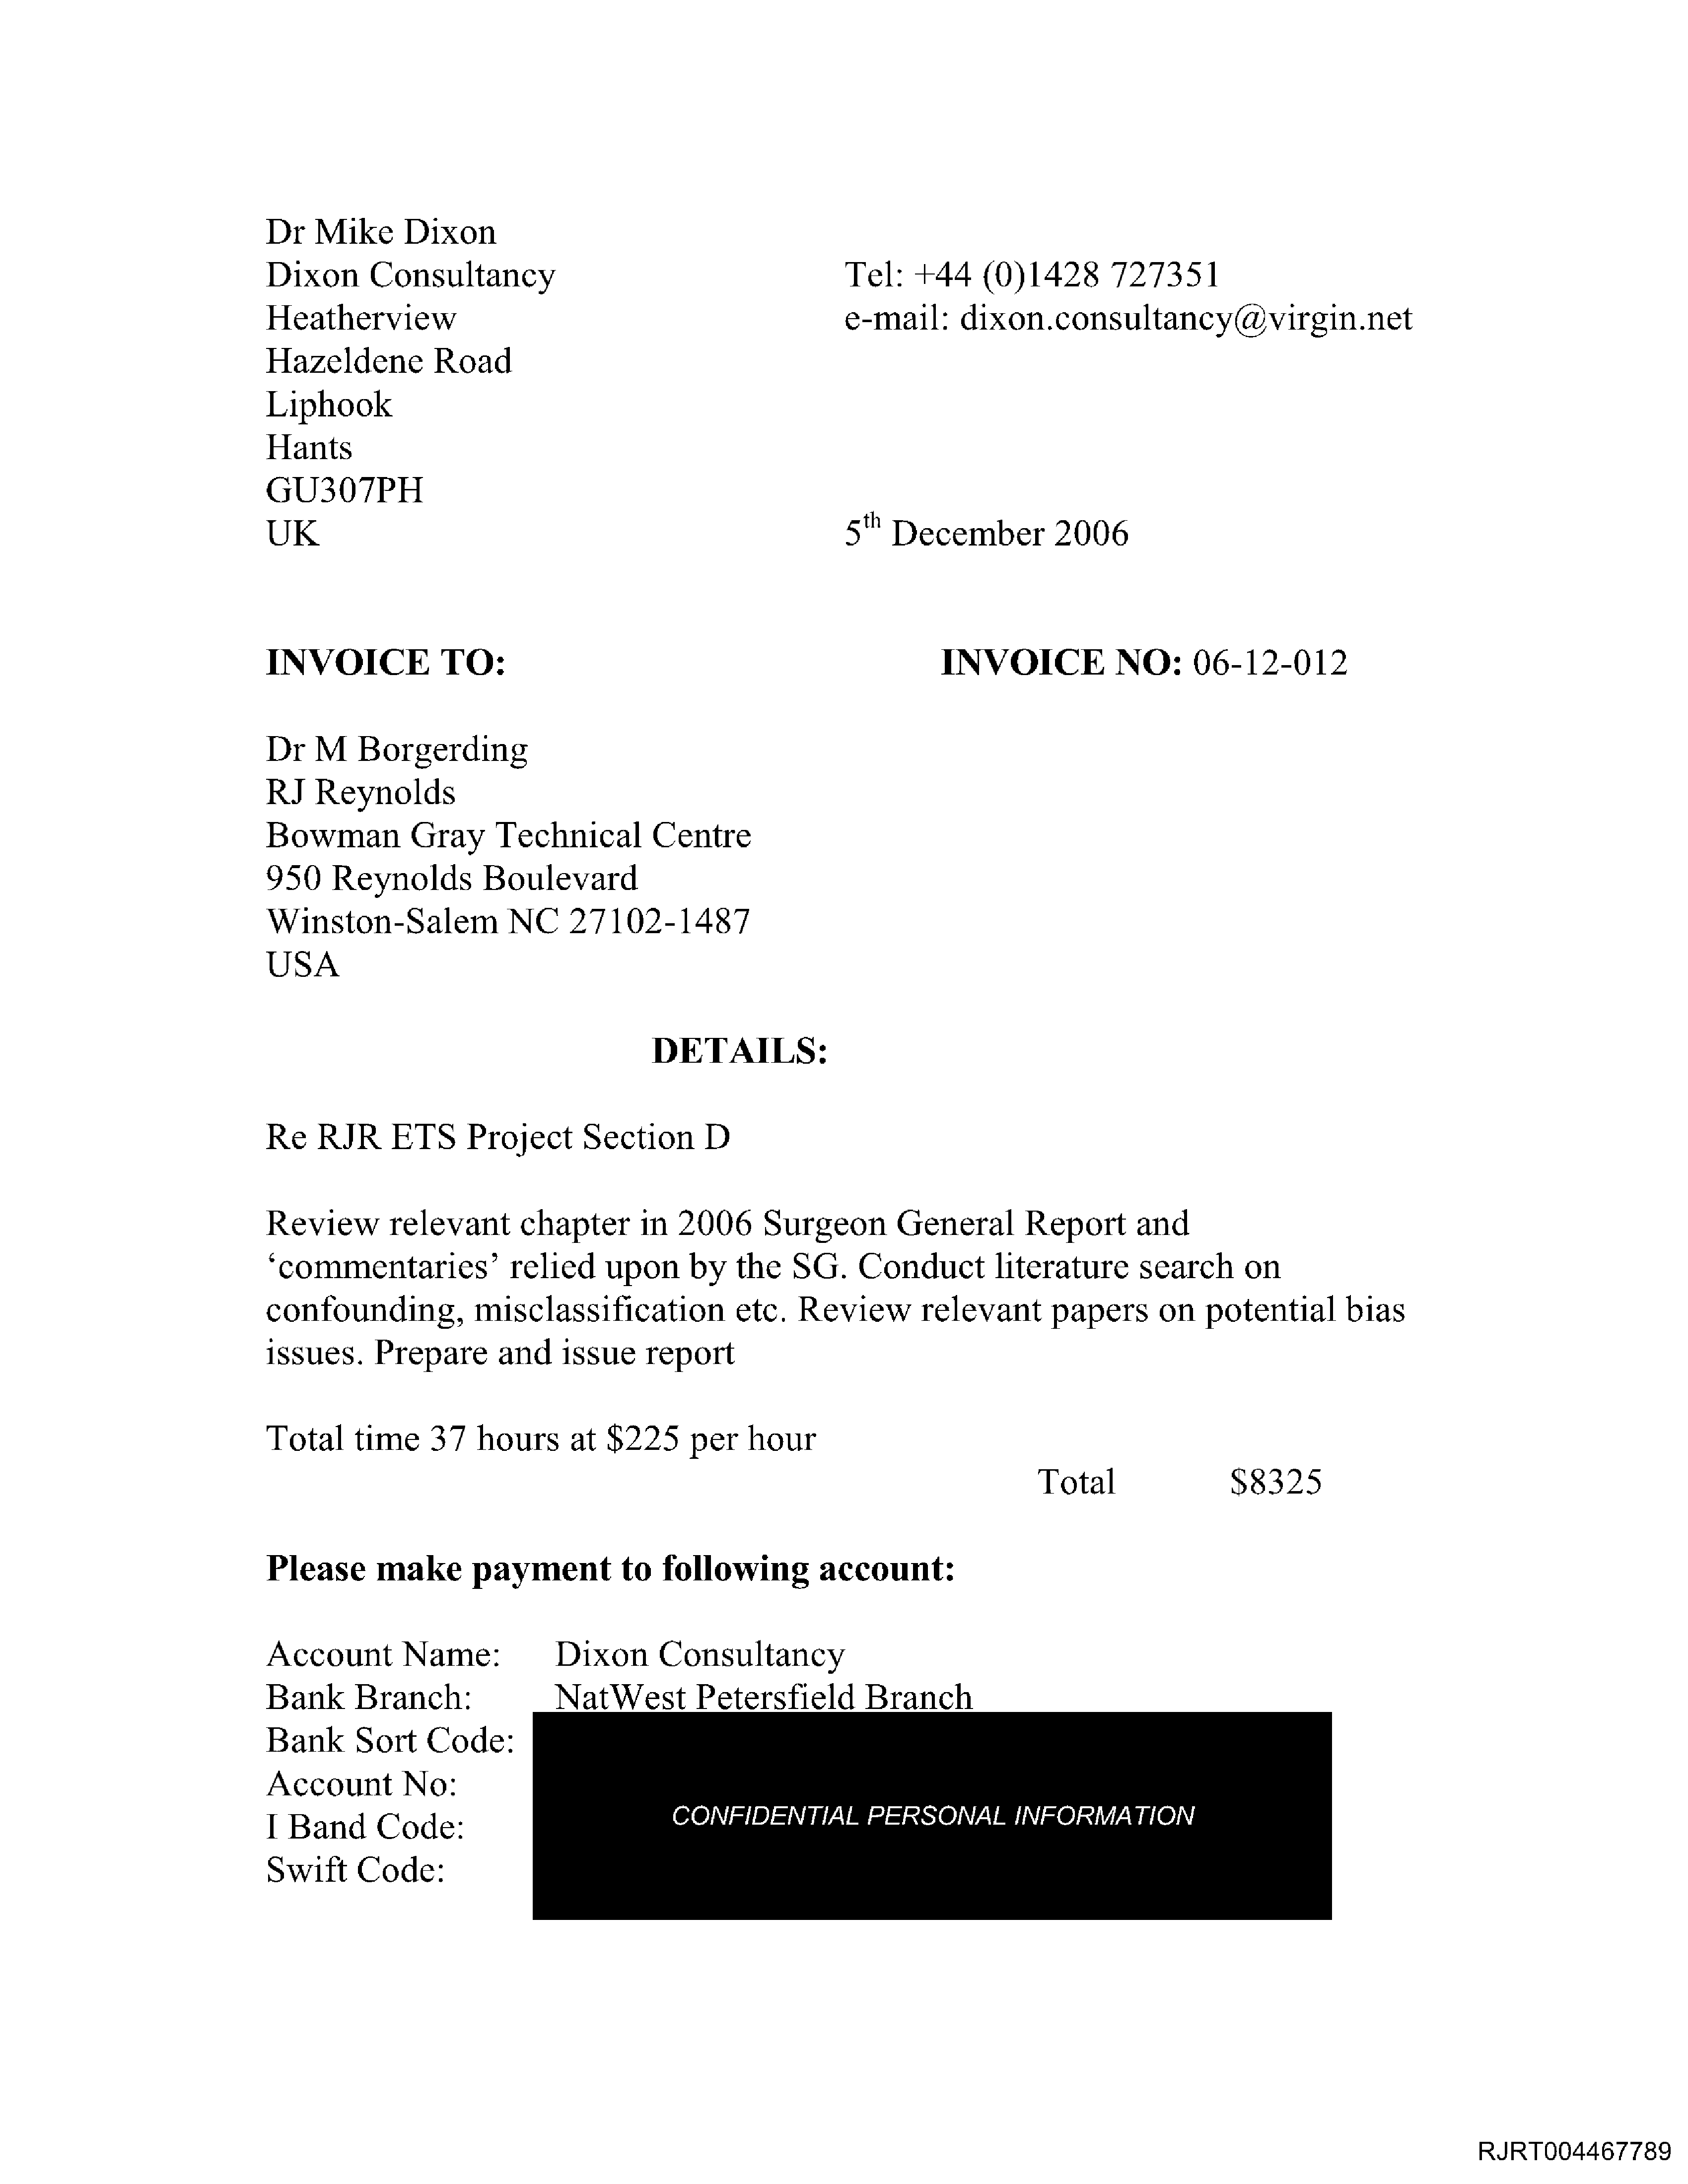 Dr Mike Dixon
Dixon Consultancy Tel: +44 (0)1428 727351
Heatherview e-mail: dixon.consultancy@virgin.net
Hazeldene Road
Liphook
Hants
GU307PH
UK 5th December 2006
INVOICE TO: INVOICE NO: 06-12-012
Dr M Borgerding
RJ Reynolds
Bowman Gray Technical Centre
950 Reynolds Boulevard
Winston-Salem NC 27102-1487
USA
DETAILS:
Re RJR ETS Project Section D
Review relevant chapter in 2006 Surgeon General Report and
‘commentaries’ relied upon by the SG. Conduct literature search on
confounding, misclassification etc. Review relevant papers on potential bias
issues. Prepare and issue report
Total time 37 hours at $225 per hour
Total $8325
Please make payment to following account:
Account Name: Dixon Consultancy
Bank Branch: NatWest Petersfield Branch
Bank Sort Code:
Account No:
I Band Code:
Swift Code:
CONFIDENTIAL PERSONAL INFORMATION
RJRT004467789